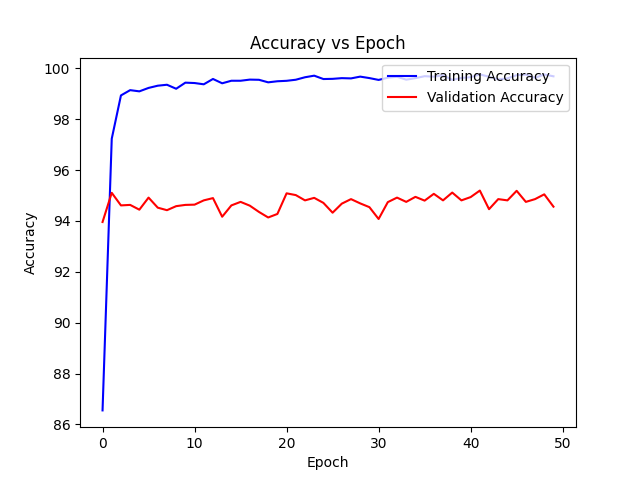 Accuracy vs Epoch
Training Accuracy
Validation Accuracy
100
98
96
94
92
90
88
86
Accuracy
0 10 20 30 40 50
Epoch